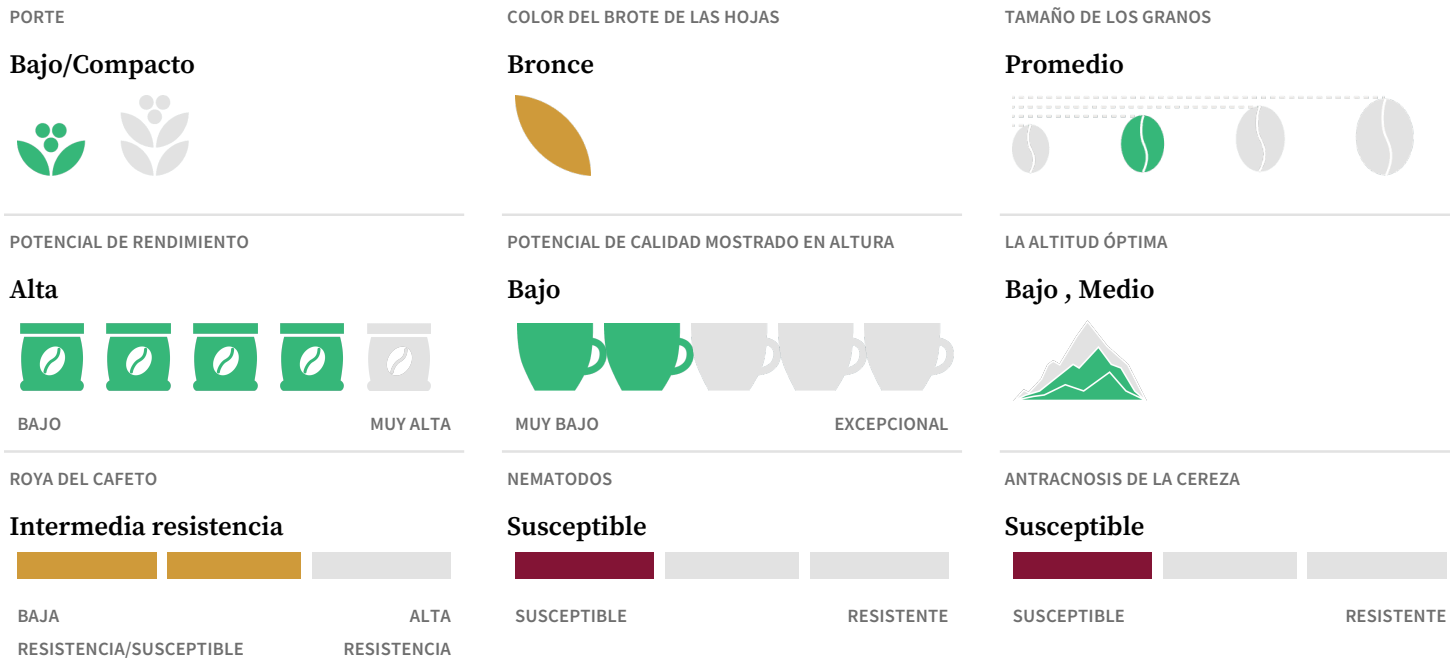 PORTE
Bajo/Compacto
COLOR DEL BROTE DE LAS HOJAS
Bronce
TAMAÑO DE LOS GRANOS
Promedio
POTENCIAL DE RENDIMIENTO
Alta
BAJO
MUY ALTA
POTENCIAL DE CALIDAD MOSTRADO EN ALTURA
Bajo
MUY BAJO
EXCEPCIONAL
LA ALTITUD ÓPTIMA
Bajo , Medio
ROYA DEL CAFETO
Intermedia resistencia
BAJA
RESISTENCIA/SUSCEPTIBLE
ALTA
RESISTENCIA
NEMATODOS
Susceptible
SUSCEPTIBLE
RESISTENTE
ANTRACNOSIS DE LA CEREZA
Susceptible
SUSCEPTIBLE
RESISTENTE